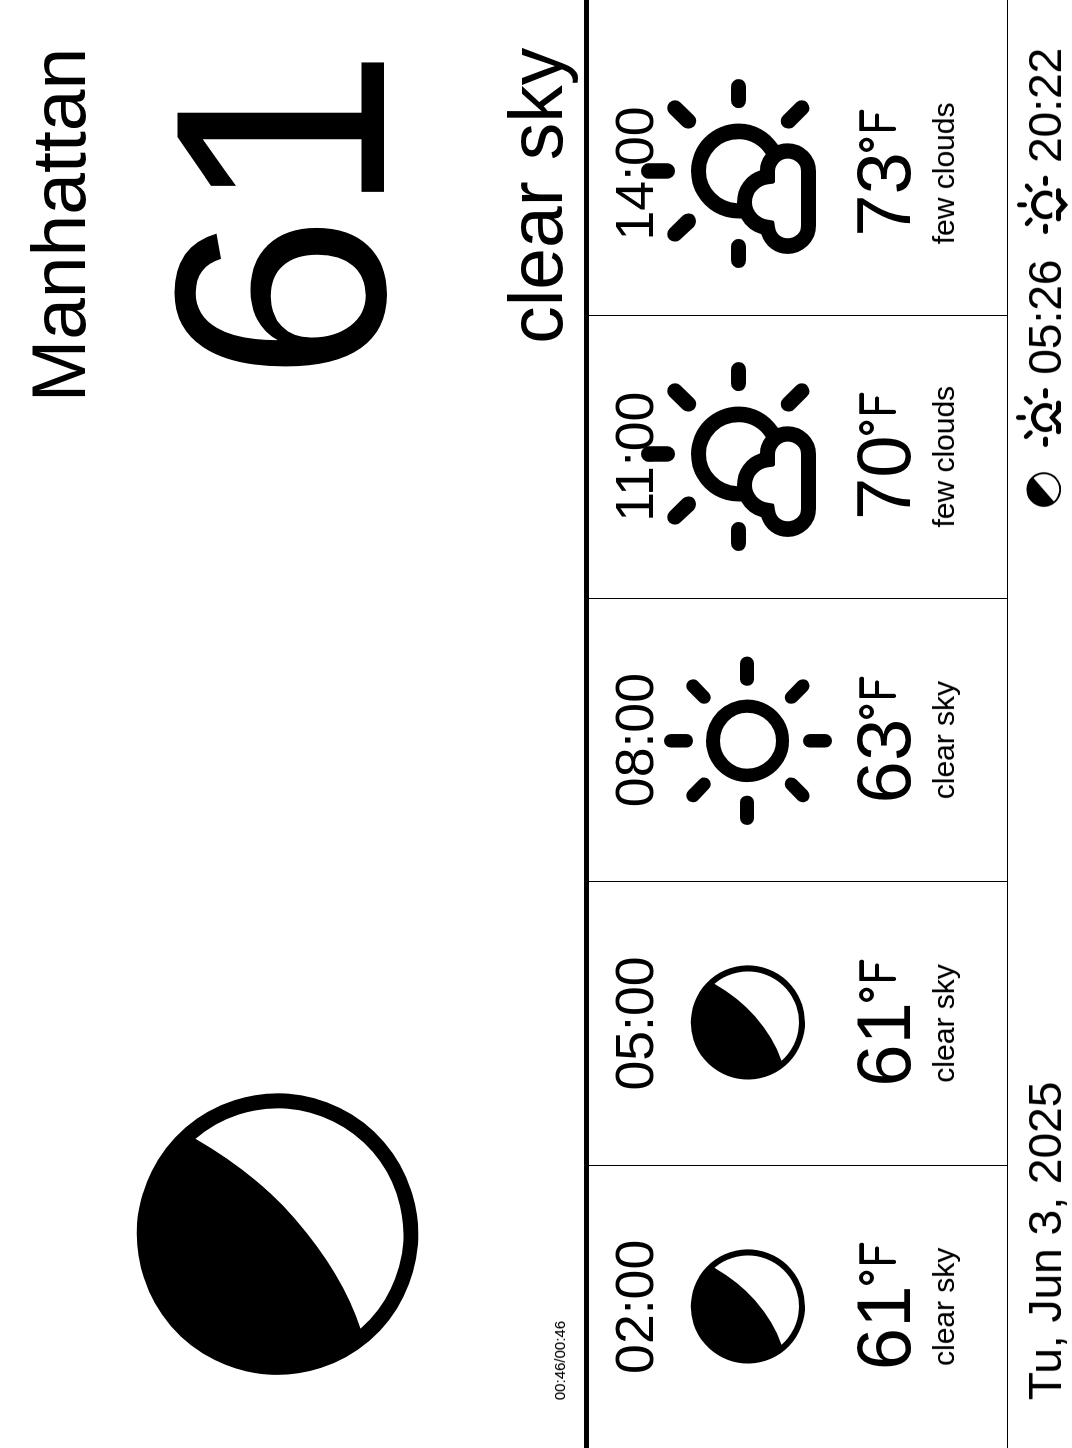 Manhattan
61
clear sky
00:46/00:46
02:00 05:00 08:00 11:00 14:00
61°F 61°F 63°F 70°F 73°F
clear sky clear sky clear sky few clouds few clouds
Tu, Jun 3, 2025 05:26 20:22